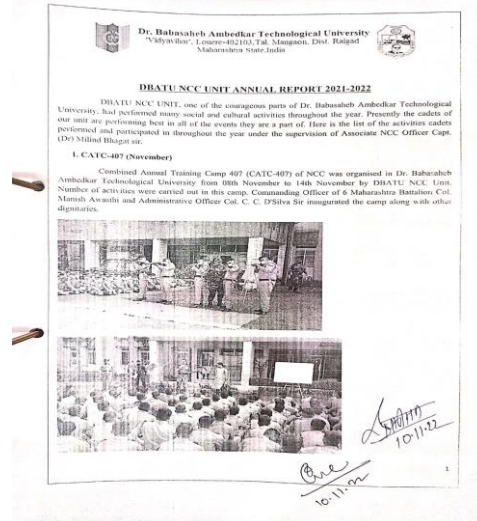 Dr. Babasaheb Ambedkar Technological University
'Vidyavihar', Lonere-402103, Tal. Mangaon, Dist. Raigad
Maharashtra State, India
DBATU NCC UNIT ANNUAL REPORT 2021-2022
DBATU NCC UNIT, one of the courageous parts of Dr. Babasaheb Ambedkar Technological
University, had performed many social and cultural activities throughout the year. Presently the cadets of
our unit are performing best in all of the events they are a part of. Here is the list of the activities cadets
performed and participated in throughout the year under the supervision of Associate NCC Officer Capt.
(Dr) Milind Bhagat sir.
1. CATC-407 (November)
Combined Annual Training Camp 407 (CATC-407) of NCC was organised in Dr. Babasaheb
Ambedkar Technological University from 08th November to 14th November by DBATU NCC Unit.
Number of activities were carried out in this camp. Commanding Officer of 6 Maharashtra Battalion Col.
Manish Awasthi and Administrative Officer Col. C. C. D'Silva Sir inaugurated the camp along with other
dignitaries.
10-11-22
10.11.22
1